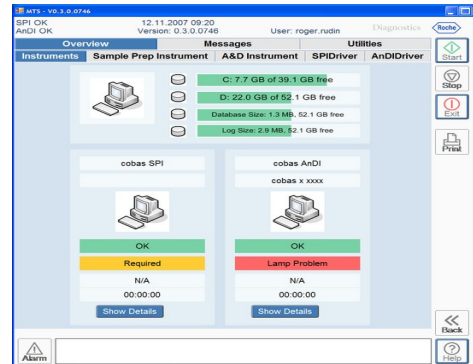 MTS - V0.3.0.0746
SPI OK
12.11.2007 09:20
AnDI OK
Version: 0.3.0.0746
User: roger.rudin
Diagnostics
Roche
Overview
Messages
Utilities
Instruments
Sample Prep Instrument
A&D Instrument
SPIDriver
AnDIDriver
Start
Stop
Exit
Print
C: 7.7 GB of 39.1 GB free
D: 22.0 GB of 52.1 GB free
Database Size: 1.3 MB, 52.1 GB free
Log Size: 2.9 MB, 52.1 GB free
cobas SPI
cobas AnDI
cobas x xxxx
OK
OK
Required
Lamp Problem
N/A
N/A
00:00:00
00:00:00
Show Details
Show Details
Back
Alarm
Help